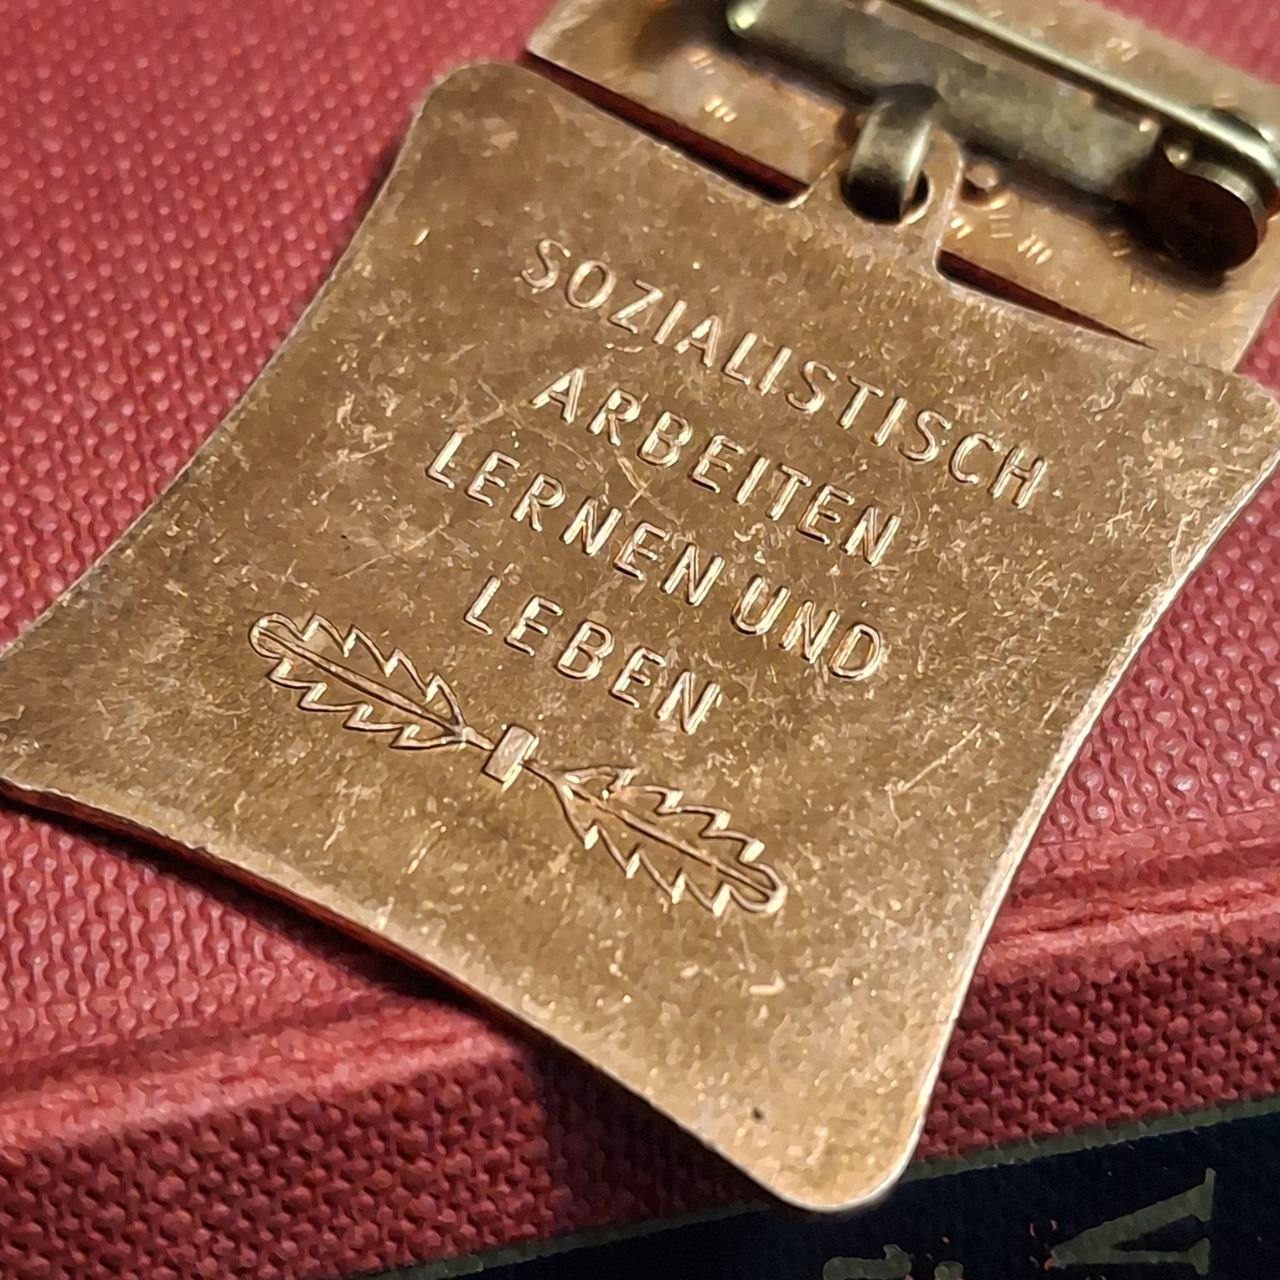 SOZIALISTISCH
ARBEITEN
LERNEN UND
LEBEN